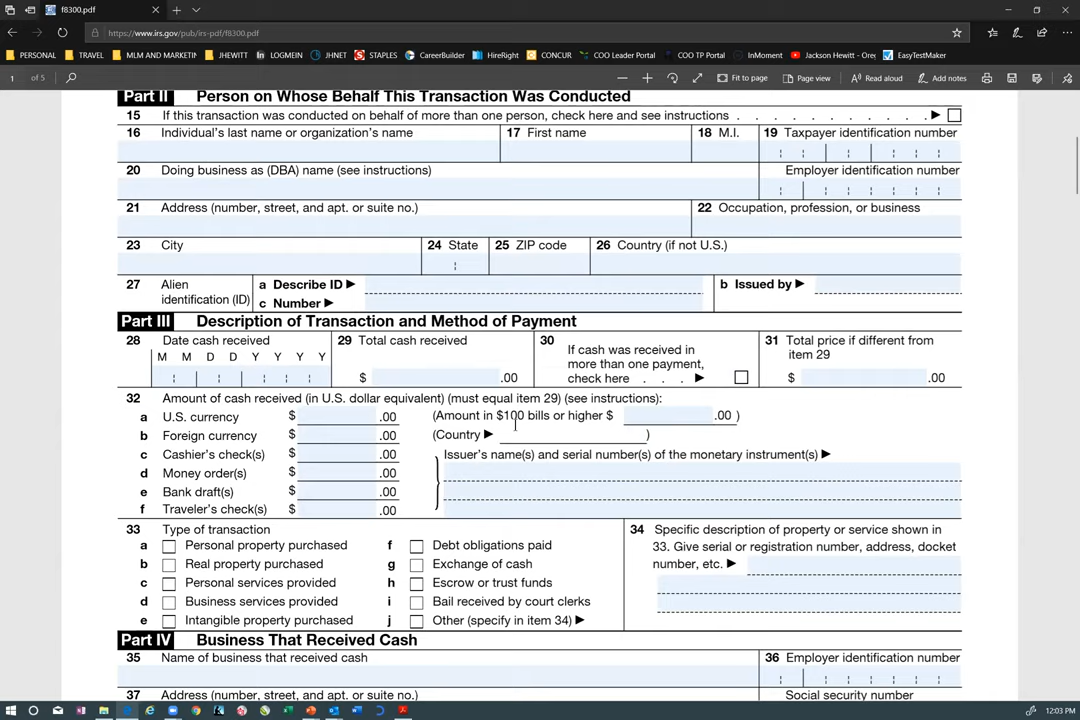 f8300.pdf
https://www.irs.gov/pub/irs-pdf/f8300.pdf
PERSONAL TRAVEL MLM AND MARKETIN JHEWITT LOGMEIN JHNET STAPLES CareerBuilder HireRight CONCUR COO Leader Portal COO TP Portal InMoment Jackson Hewitt - Ore EasyTestMaker
1 of 5 Fit to page Page view Read aloud Add notes
Part II Person on Whose Behalf This Transaction Was Conducted
15 If this transaction was conducted on behalf of more than one person, check here and see instructions . . . . . . . . . . . ▶
16 Individual's last name or organization's name 17 First name 18 M.I. 19 Taxpayer identification number
20 Doing business as (DBA) name (see instructions) Employer identification number
21 Address (number, street, and apt. or suite no.) 22 Occupation, profession, or business
23 City 24 State 25 ZIP code 26 Country (if not U.S.)
27 Alien identification (ID) a Describe ID ▶ b Issued by ▶
c Number ▶
Part III Description of Transaction and Method of Payment
28 Date cash received 29 Total cash received 30 If cash was received in more than one payment, check here . . . ▶ 31 Total price if different from item 29
M M D D Y Y Y Y
$ .00 $ .00
32 Amount of cash received (in U.S. dollar equivalent) (must equal item 29) (see instructions):
a U.S. currency $ .00 (Amount in $100 bills or higher $ .00 )
b Foreign currency $ .00 (Country ▶ )
c Cashier's check(s) $ .00 Issuer's name(s) and serial number(s) of the monetary instrument(s) ▶
d Money order(s) $ .00
e Bank draft(s) $ .00
f Traveler's check(s) $ .00
33 Type of transaction 34 Specific description of property or service shown in 33. Give serial or registration number, address, docket number, etc. ▶
a Personal property purchased f Debt obligations paid
b Real property purchased g Exchange of cash
c Personal services provided h Escrow or trust funds
d Business services provided i Bail received by court clerks
e Intangible property purchased j Other (specify in item 34) ▶
Part IV Business That Received Cash
35 Name of business that received cash 36 Employer identification number
37 Address (number, street, and apt. or suite no.) Social security number
12:03 PM